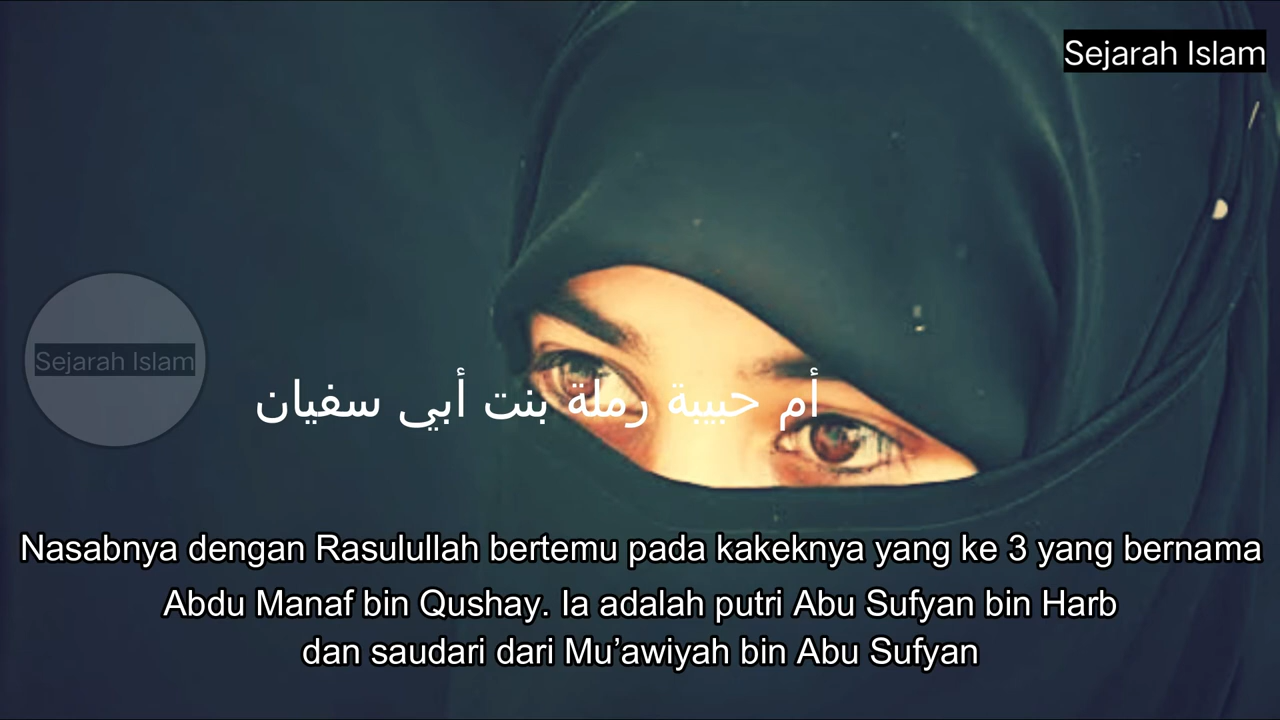 Sejarah Islam
Sejarah Islam
أم حبيبة رملة بنت أبي سفيان
Nasabnya dengan Rasulullah bertemu pada kakeknya yang ke 3 yang bernama
Abdu Manaf bin Qushay. Ia adalah putri Abu Sufyan bin Harb
dan saudari dari Mu’awiyah bin Abu Sufyan